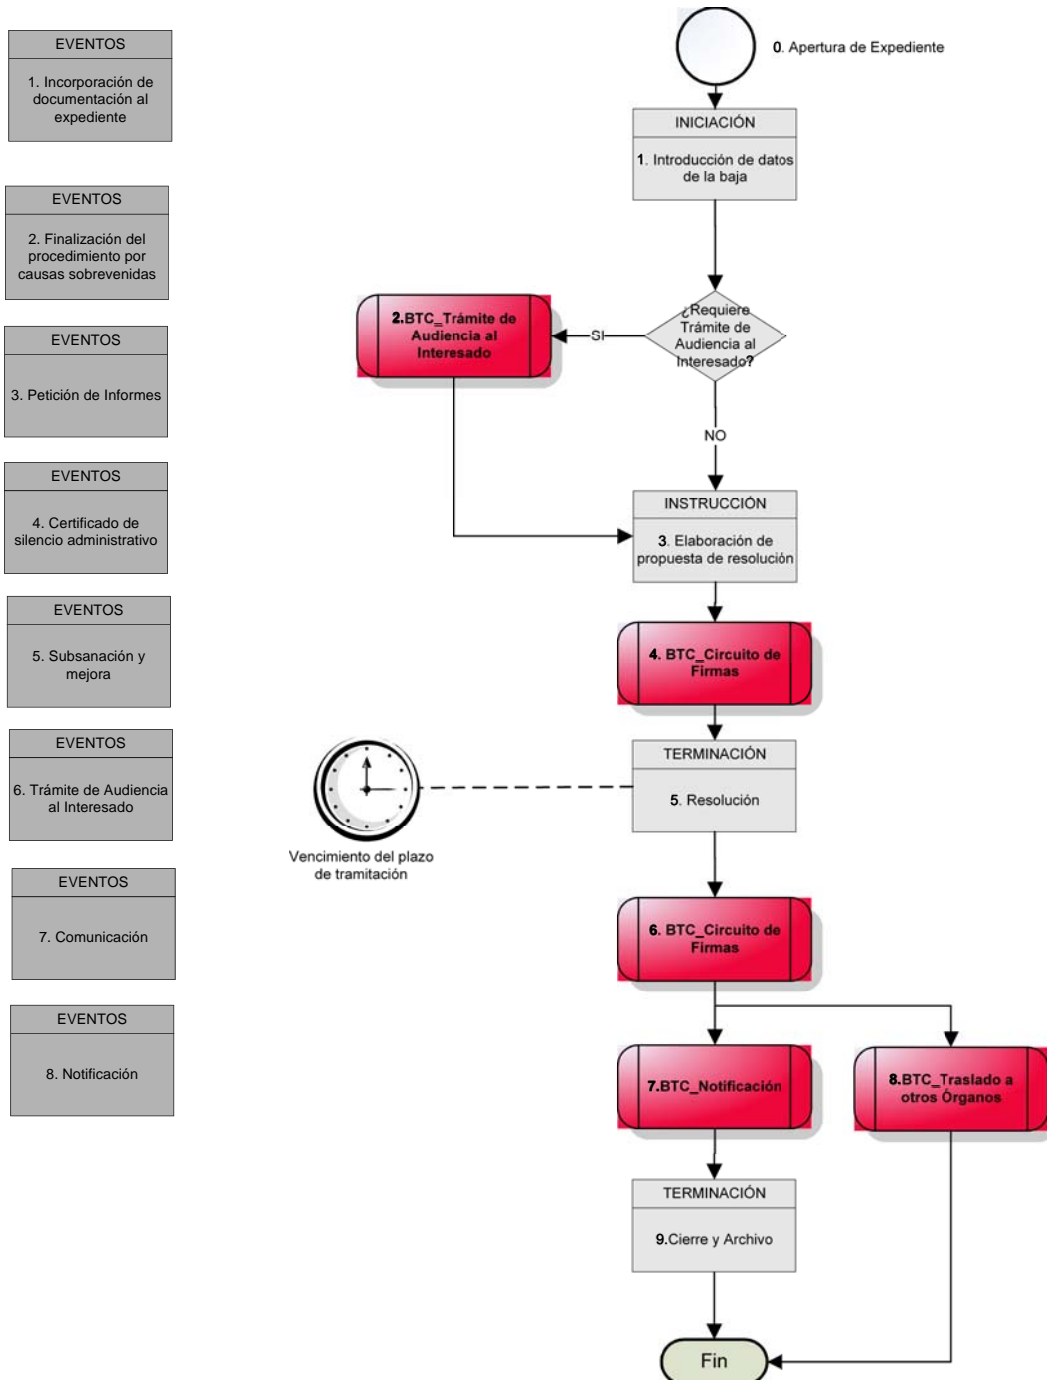 EVENTOS
1. Incorporación de
documentación al
expediente
EVENTOS
2. Finalización del
procedimiento por
causas sobrevenidas
EVENTOS
3. Petición de Informes
EVENTOS
4. Certificado de
silencio administrativo
EVENTOS
5. Subsanación y
mejora
EVENTOS
6. Trámite de Audiencia
al Interesado
EVENTOS
7. Comunicación
EVENTOS
8. Notificación
0. Apertura de Expediente
INICIACIÓN
1. Introducción de datos
de la baja
¿Requiere
Trámite de
Audiencia al
Interesado?
SI
2.BTC_Trámite de
Audiencia al
Interesado
NO
INSTRUCCIÓN
3. Elaboración de
propuesta de resolución
4. BTC_Circuito de
Firmas
TERMINACIÓN
5. Resolución
Vencimiento del plazo
de tramitación
6. BTC_Circuito de
Firmas
7.BTC_Notificación
8.BTC_Traslado a
otros Órganos
TERMINACIÓN
9.Cierre y Archivo
Fin